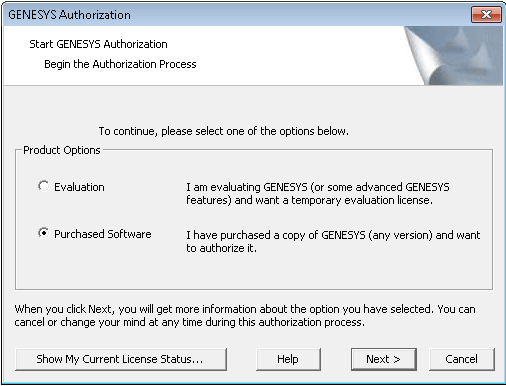 GENESYS Authorization
Start GENESYS Authorization
Begin the Authorization Process
To continue, please select one of the options below.
Product Options
Evaluation
I am evaluating GENESYS (or some advanced GENESYS
features) and want a temporary evaluation license.
Purchased Software
I have purchased a copy of GENESYS (any version) and want
to authorize it.
When you click Next, you will get more information about the option you have selected. You can
cancel or change your mind at any time during this authorization process.
Show My Current License Status...
Help
Next >
Cancel